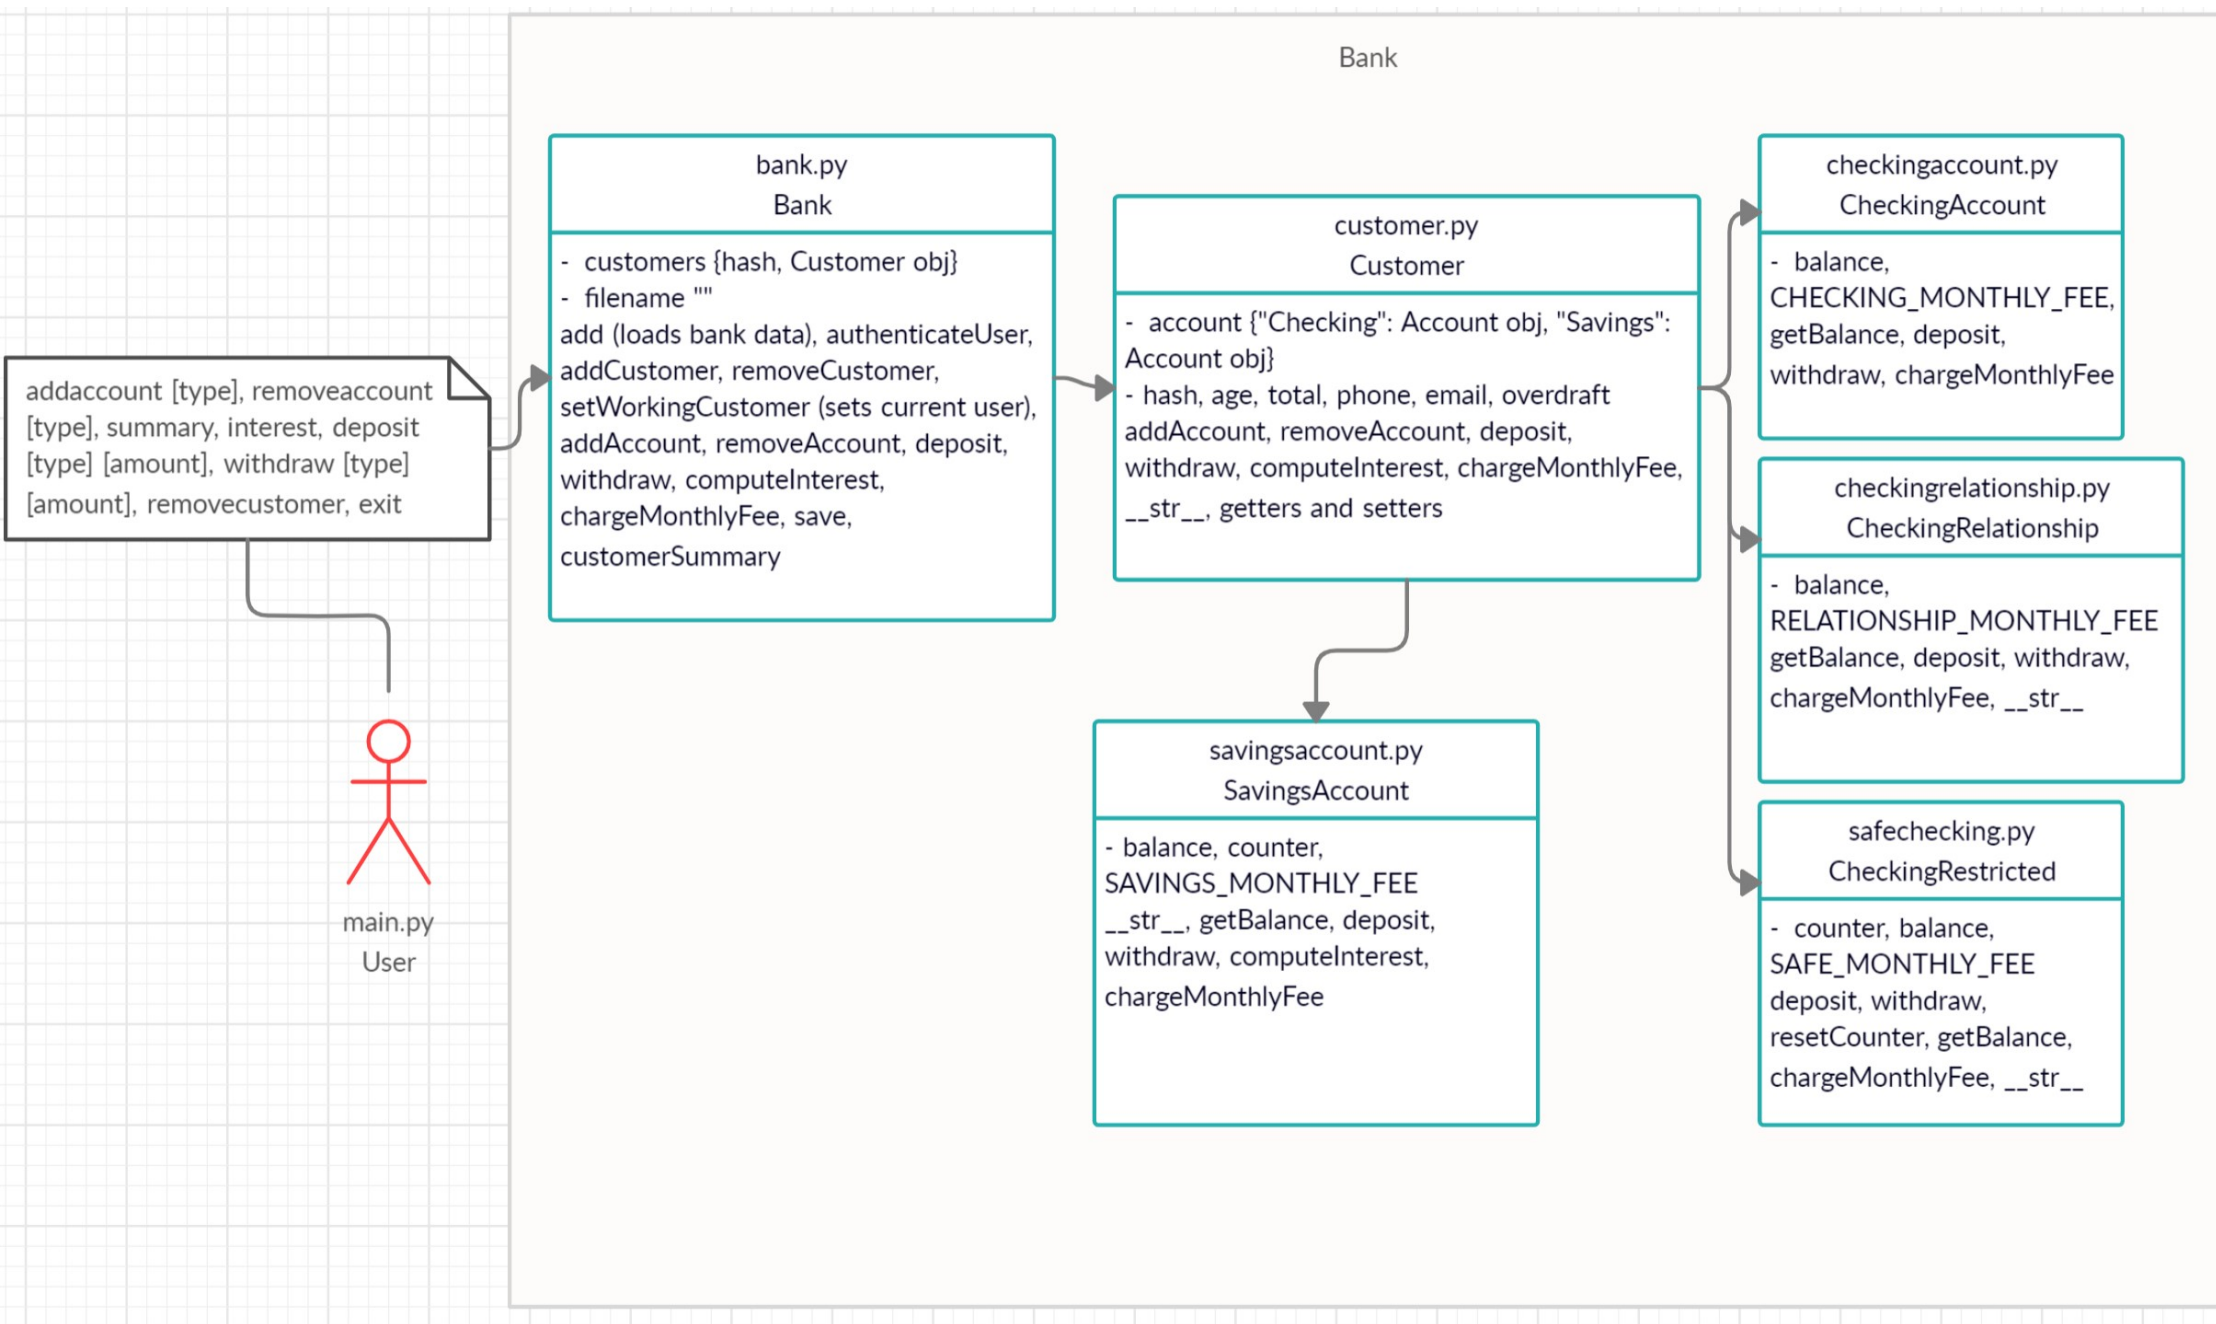 Bank
addaccount [type], removeaccount
[type], summary, interest, deposit
[type] [amount], withdraw [type]
[amount], removecustomer, exit
main.py
User
bank.py
Bank
- customers {hash, Customer obj}
- filename ""
add (loads bank data), authenticateUser,
addCustomer, removeCustomer,
setWorkingCustomer (sets current user),
addAccount, removeAccount, deposit,
withdraw, computeInterest,
chargeMonthlyFee, save,
customerSummary
customer.py
Customer
- account {"Checking": Account obj, "Savings":
Account obj}
- hash, age, total, phone, email, overdraft
addAccount, removeAccount, deposit,
withdraw, computeInterest, chargeMonthlyFee,
__str__, getters and setters
savingsaccount.py
SavingsAccount
- balance, counter,
SAVINGS_MONTHLY_FEE
__str__, getBalance, deposit,
withdraw, computeInterest,
chargeMonthlyFee
checkingaccount.py
CheckingAccount
- balance,
CHECKING_MONTHLY_FEE,
getBalance, deposit,
withdraw, chargeMonthlyFee
checkingrelationship.py
CheckingRelationship
- balance,
RELATIONSHIP_MONTHLY_FEE
getBalance, deposit, withdraw,
chargeMonthlyFee, __str__
safechecking.py
CheckingRestricted
- counter, balance,
SAFE_MONTHLY_FEE
deposit, withdraw,
resetCounter, getBalance,
chargeMonthlyFee, __str__